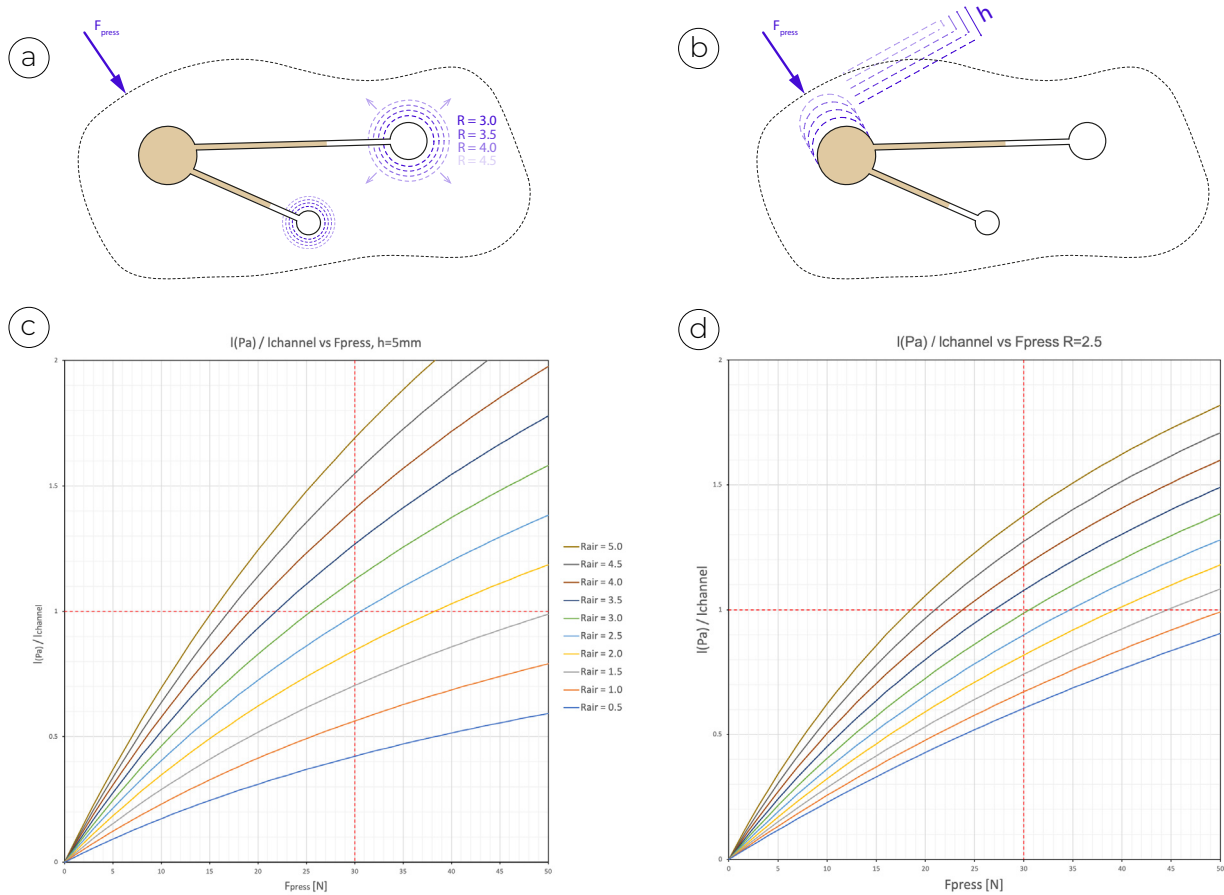 a
F press
R = 3.0
R = 3.5
R = 4.0
R = 4.5
b
F press
h
c
I(Pa) / Ichannel vs Fpress, h=5mm
2
1.5
1
0.5
0
I(Pa) / Ichannel
0 5 10 15 20 25 30 35 40 45 50
Fpress [N]
Rair = 5.0
Rair = 4.5
Rair = 4.0
Rair = 3.5
Rair = 3.0
Rair = 2.5
Rair = 2.0
Rair = 1.5
Rair = 1.0
Rair = 0.5
d
I(Pa) / Ichannel vs Fpress R=2.5
2
1.5
1
0.5
0
I(Pa) / Ichannel
0 5 10 15 20 25 30 35 40 45 50
Fpress [N]